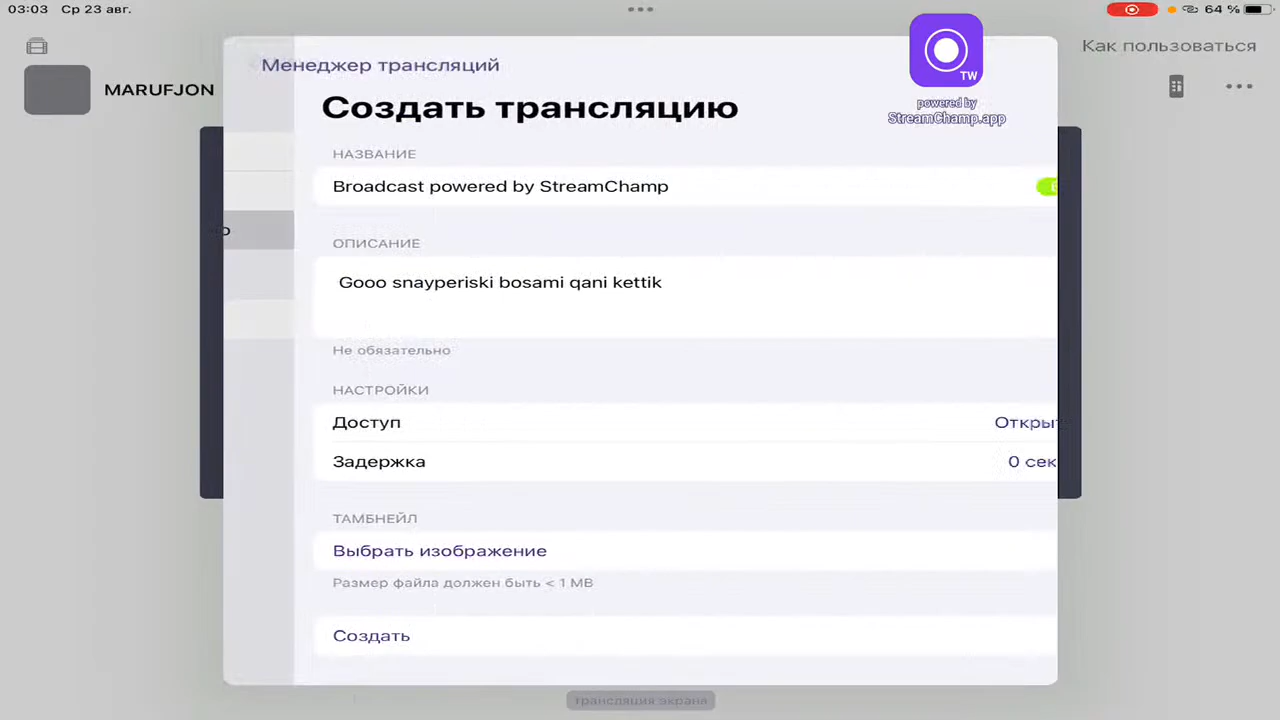 03:03 Ср 23 авг.
64 %
Как пользоваться
MARUFJON
Менеджер трансляций
TW
powered by
StreamChamp.app
Создать трансляцию
НАЗВАНИЕ
Broadcast powered by StreamChamp
ОПИСАНИЕ
Gooo snayperiski bosami qani kettik
Не обязательно
НАСТРОЙКИ
Доступ
Задержка 0 сек
ТАМБНЕЙЛ
Выбрать изображение
Размер файла должен быть < 1 MB
Создать
трансляция экрана